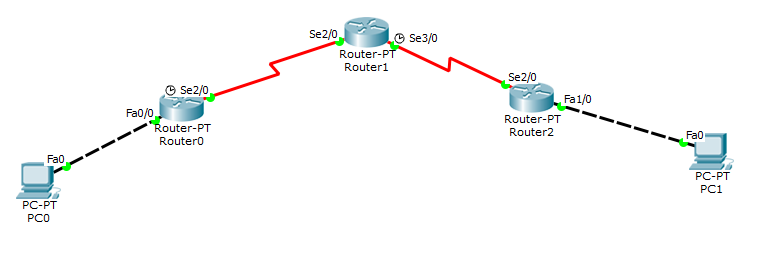 Se2/0
Se3/0
Router-PT
Router1
Se2/0
Fa0/0
Router-PT
Router0
Se2/0
Fa1/0
Router-PT
Router2
Fa0
PC-PT
PC0
Fa0
PC-PT
PC1